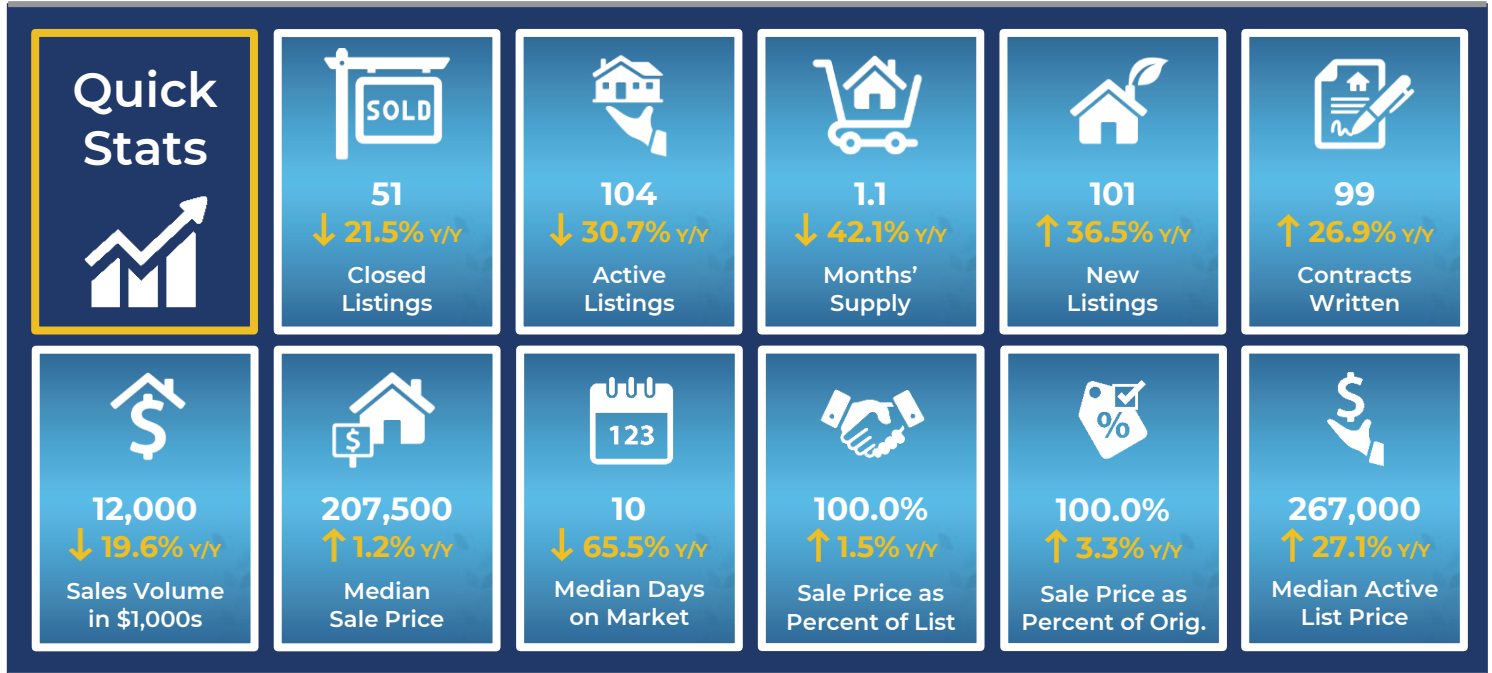 Quick
Stats
SOLD
51
↓ 21.5% Y/Y
Closed
Listings
104
↓ 30.7% Y/Y
Active
Listings
1.1
↓ 42.1% Y/Y
Months’
Supply
101
↑ 36.5% Y/Y
New
Listings
99
↑ 26.9% Y/Y
Contracts
Written
$
12,000
↓ 19.6% Y/Y
Sales Volume
in $1,000s
$
207,500
↑ 1.2% Y/Y
Median
Sale Price
123
10
↓ 65.5% Y/Y
Median Days
on Market
100.0%
↑ 1.5% Y/Y
Sale Price as
Percent of List
%
100.0%
↑ 3.3% Y/Y
Sale Price as
Percent of Orig.
$
267,000
↑ 27.1% Y/Y
Median Active
List Price